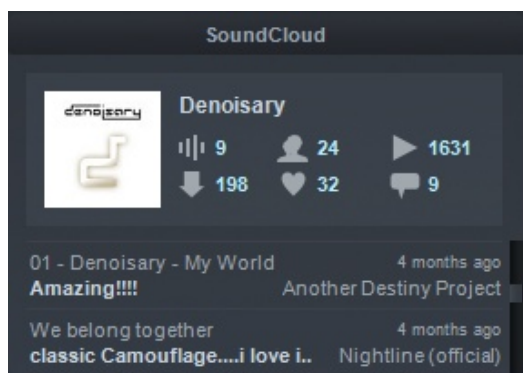 SoundCloud
denoisary
Denoisary
9 24 1631
198 32 9
01 - Denoisary - My World 4 months ago
Amazing!!!! Another Destiny Project
We belong together 4 months ago
classic Camouflage....i love i.. Nightline (official)